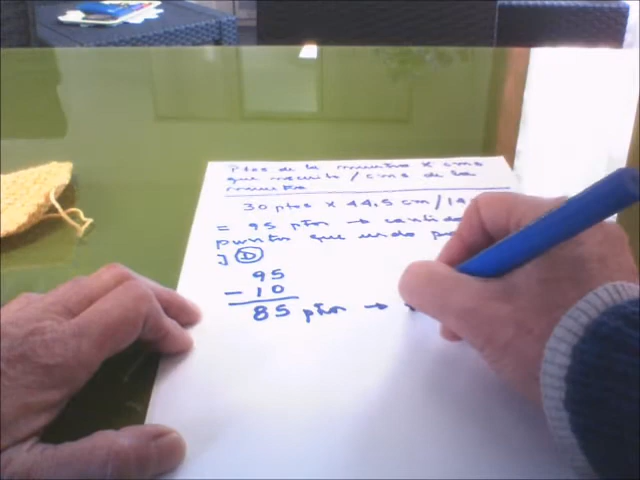 Ptos de la muestra x cms
que necesito / cms de la
muestra
30 ptos x 44,5 cm / 14
= 95 ptos → cantidad
puntos que
J D
95
- 10
85 ptos →